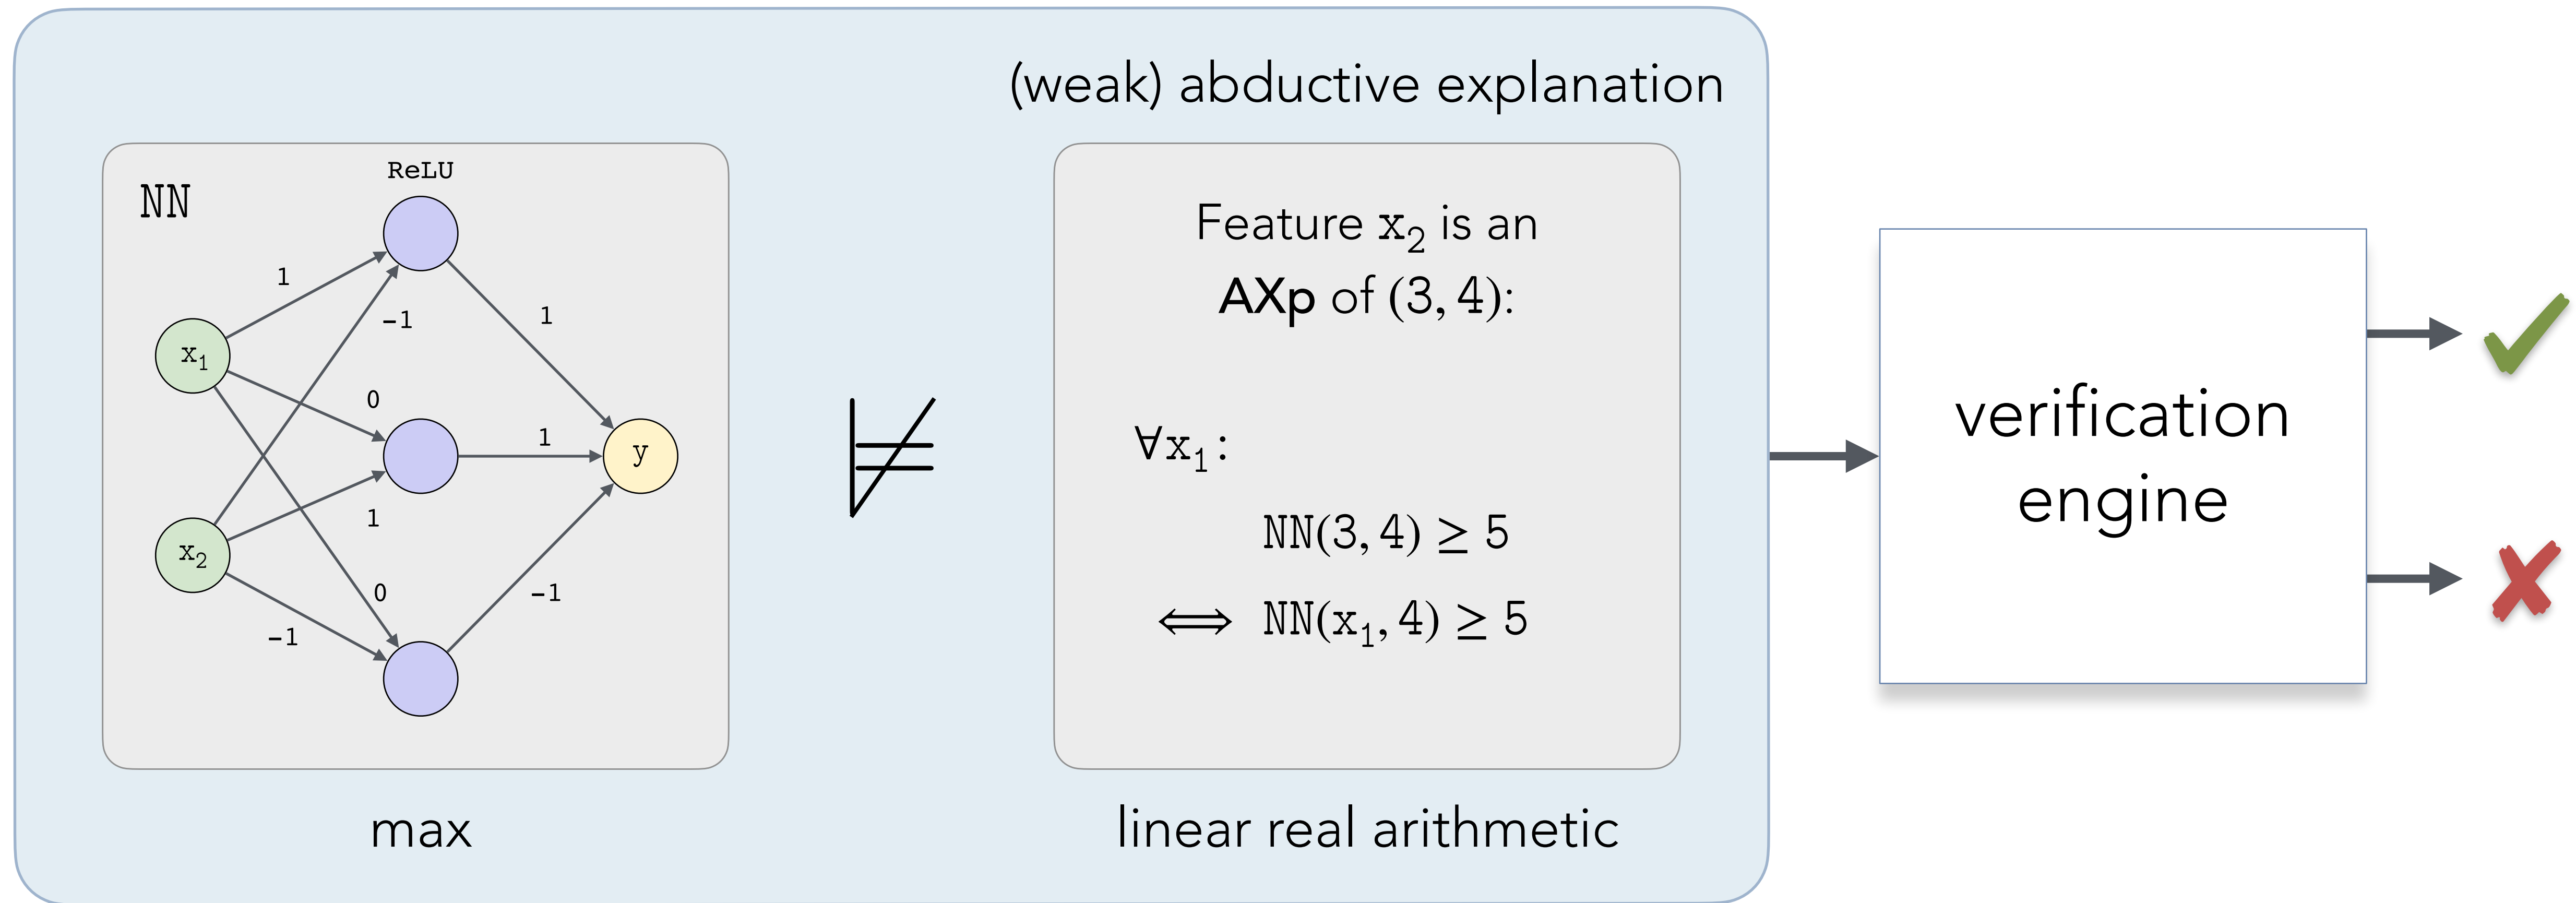 (weak) abductive explanation
NN
ReLU
1
-1
1
x₁
0
1
y
1
x₂
0
-1
-1
max
⊭
Feature x₂ is an
AXp of (3, 4):
∀x₁:
NN(3, 4) ≥ 5
⟺ NN(x₁, 4) ≥ 5
linear real arithmetic
verification
engine